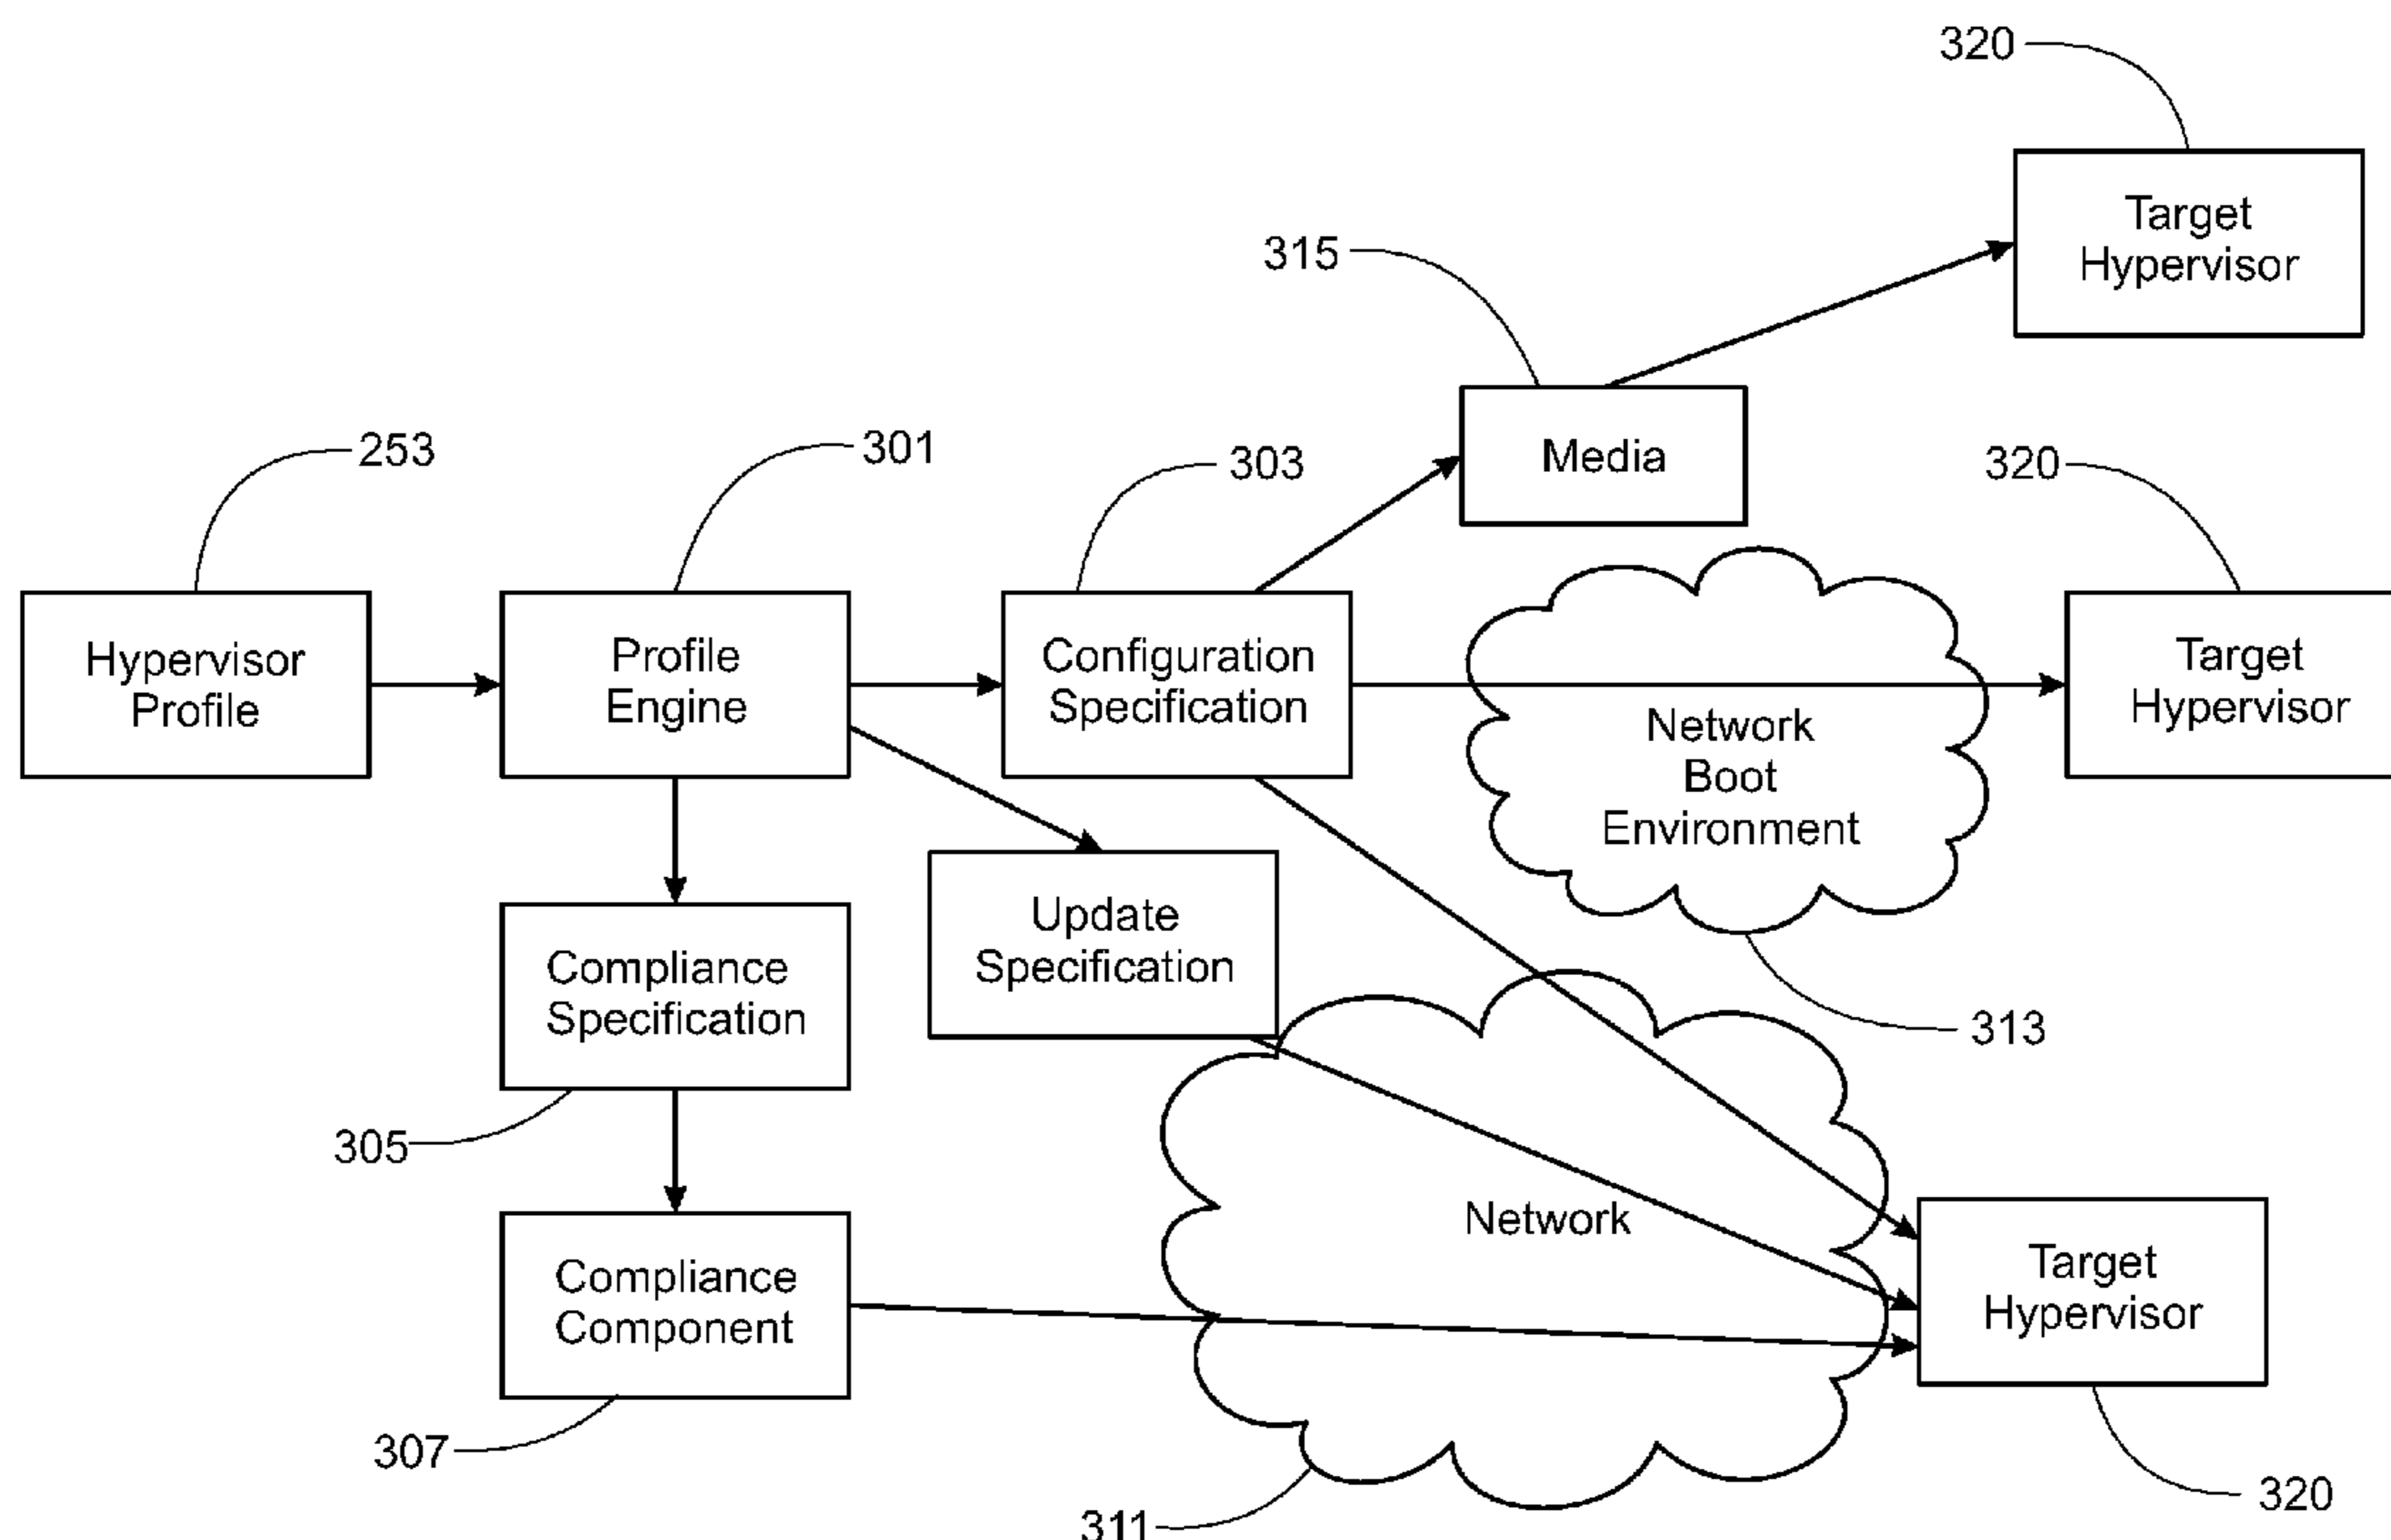 320
Target
Hypervisor
315
Media
253
301
303
320
Hypervisor
Profile
Profile
Engine
Configuration
Specification
Network
Boot
Environment
Target
Hypervisor
Update
Specification
Compliance
Specification
313
305
Network
Compliance
Component
Target
Hypervisor
307
311
320